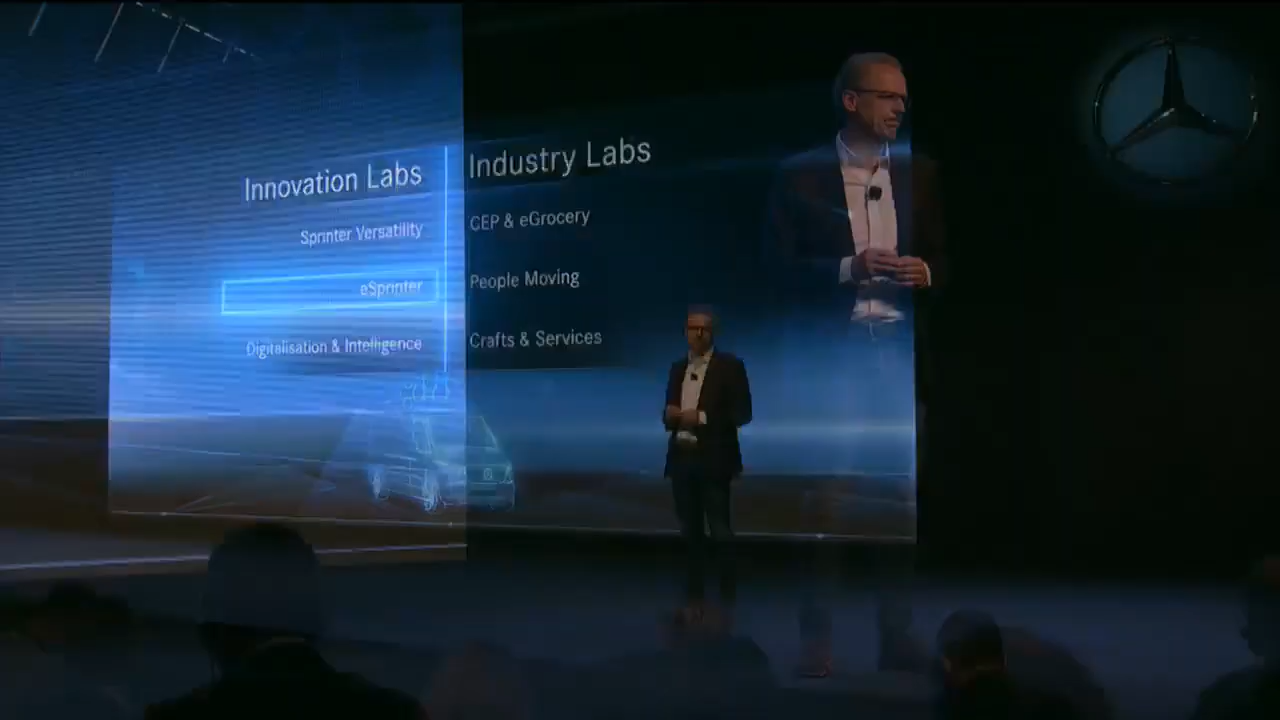 Innovation Labs
Sprinter Versatility
eSprinter
Digitalisation & Intelligence
Industry Labs
CEP & eGrocery
People Moving
Crafts & Services